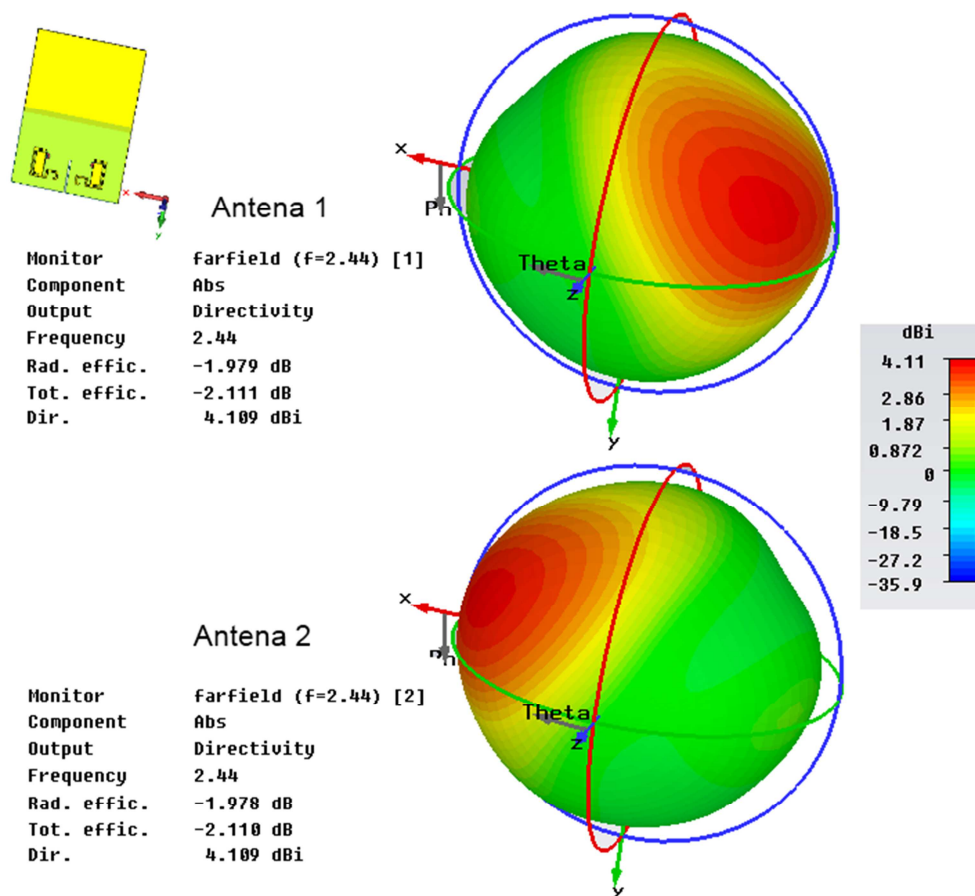 x
y
Antena 1
Monitor farfield (f=2.44) [1]
Component Abs
Output Directivity
Frequency 2.44
Rad. effic. -1.979 dB
Tot. effic. -2.111 dB
Dir. 4.109 dBi
x
Theta
z
y
dBi
4.11
2.86
1.87
0.872
0
-9.79
-18.5
-27.2
-35.9
Antena 2
Monitor farfield (f=2.44) [2]
Component Abs
Output Directivity
Frequency 2.44
Rad. effic. -1.978 dB
Tot. effic. -2.110 dB
Dir. 4.109 dBi
x
Theta
z
y